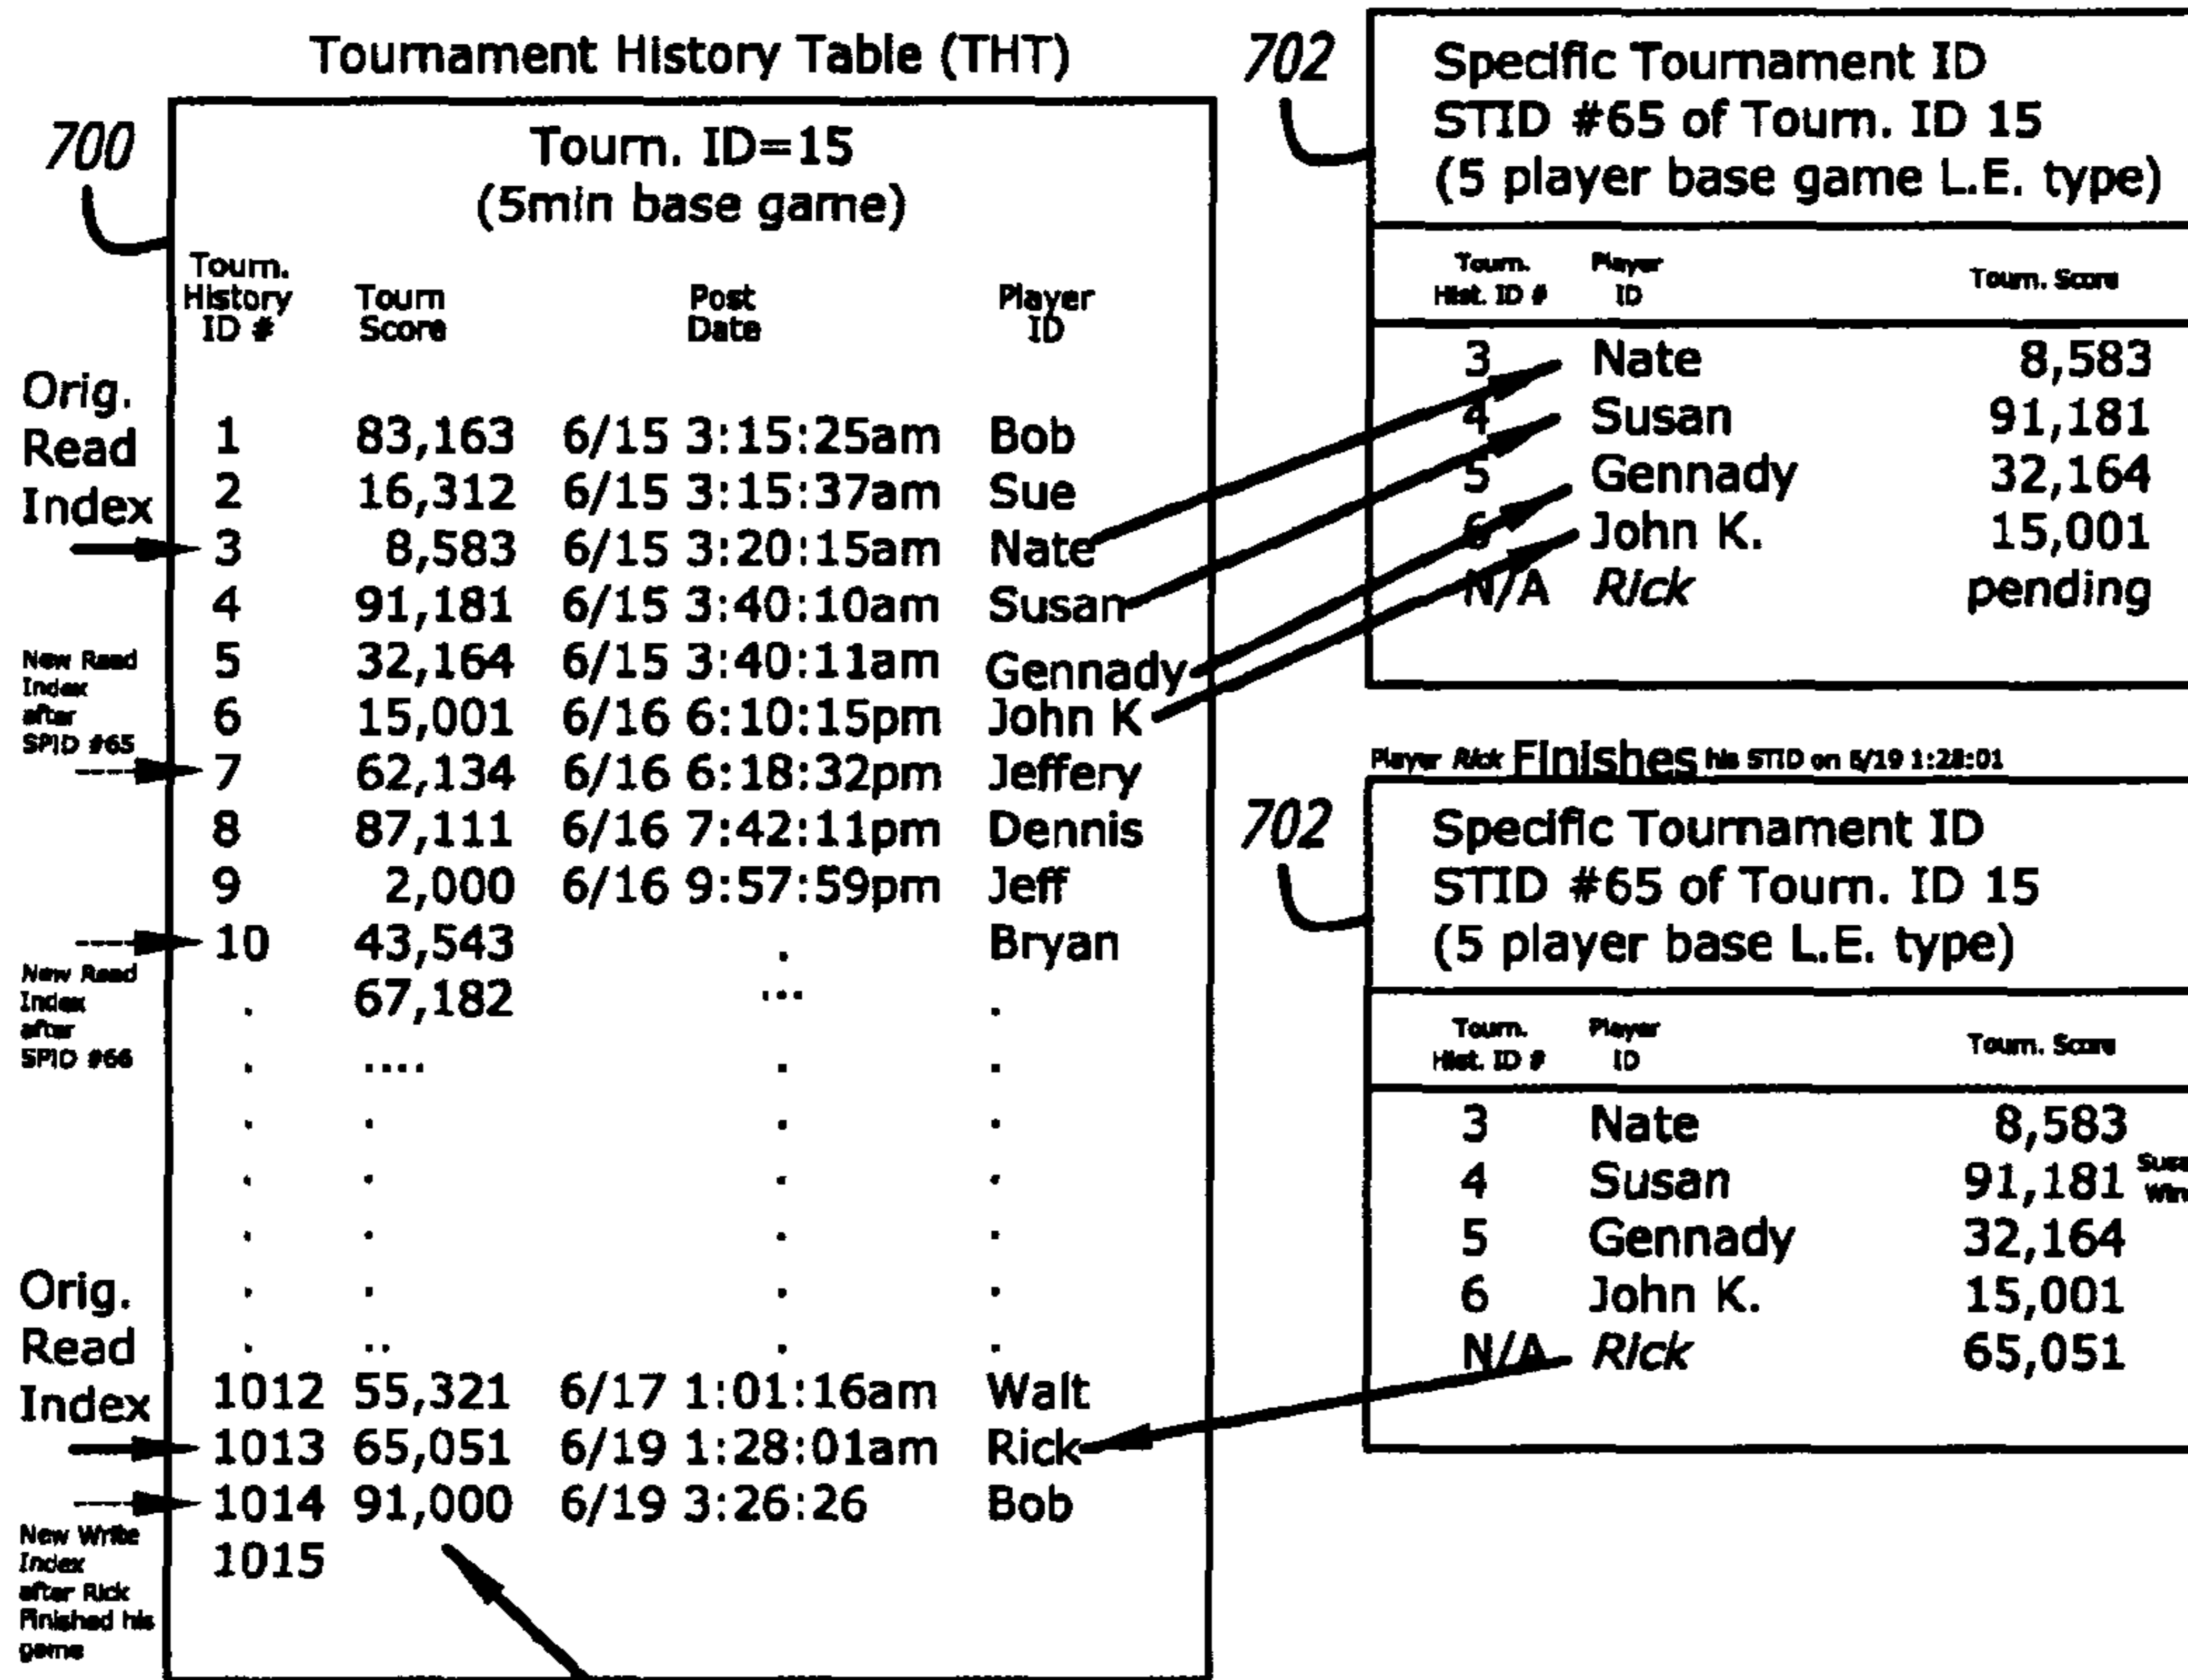 Tournament History Table (THT)
700
Tourn. ID=15
(5min base game)
Tourn.
History
ID #
Tourn
Score
Post
Date
Player
ID
Orig.
Read
Index
1 83,163 6/15 3:15:25am Bob
2 16,312 6/15 3:15:37am Sue
3 8,583 6/15 3:20:15am Nate
4 91,181 6/15 3:40:10am Susan
5 32,164 6/15 3:40:11am Gennady
6 15,001 6/16 6:10:15pm John K
7 62,134 6/16 6:18:32pm Jeffery
8 87,111 6/16 7:42:11pm Dennis
9 2,000 6/16 9:57:59pm Jeff
10 43,543 . Bryan
. 67,182 ... .
. .... . .
. . . .
. . . .
. . . .
. . . .
. .. . .
1012 55,321 6/17 1:01:16am Walt
1013 65,051 6/19 1:28:01am Rick
1014 91,000 6/19 3:26:26 Bob
1015
New Read
Index
after
SPID #65
New Read
Index
after
SPID #66
Orig.
Read
Index
New Write
Index
after Rick
Finished his
game
702
Specific Tournament ID
STID #65 of Tourn. ID 15
(5 player base game L.E. type)
Tourn.
Hist. ID #
Player
ID
Tourn. Score
3 Nate 8,583
4 Susan 91,181
5 Gennady 32,164
6 John K. 15,001
N/A Rick pending
Player Rick Finishes his STID on 6/19 1:28:01
702
Specific Tournament ID
STID #65 of Tourn. ID 15
(5 player base L.E. type)
Tourn.
Hist. ID #
Player
ID
Tourn. Score
3 Nate 8,583
4 Susan 91,181
5 Gennady 32,164
6 John K. 15,001
N/A Rick 65,051